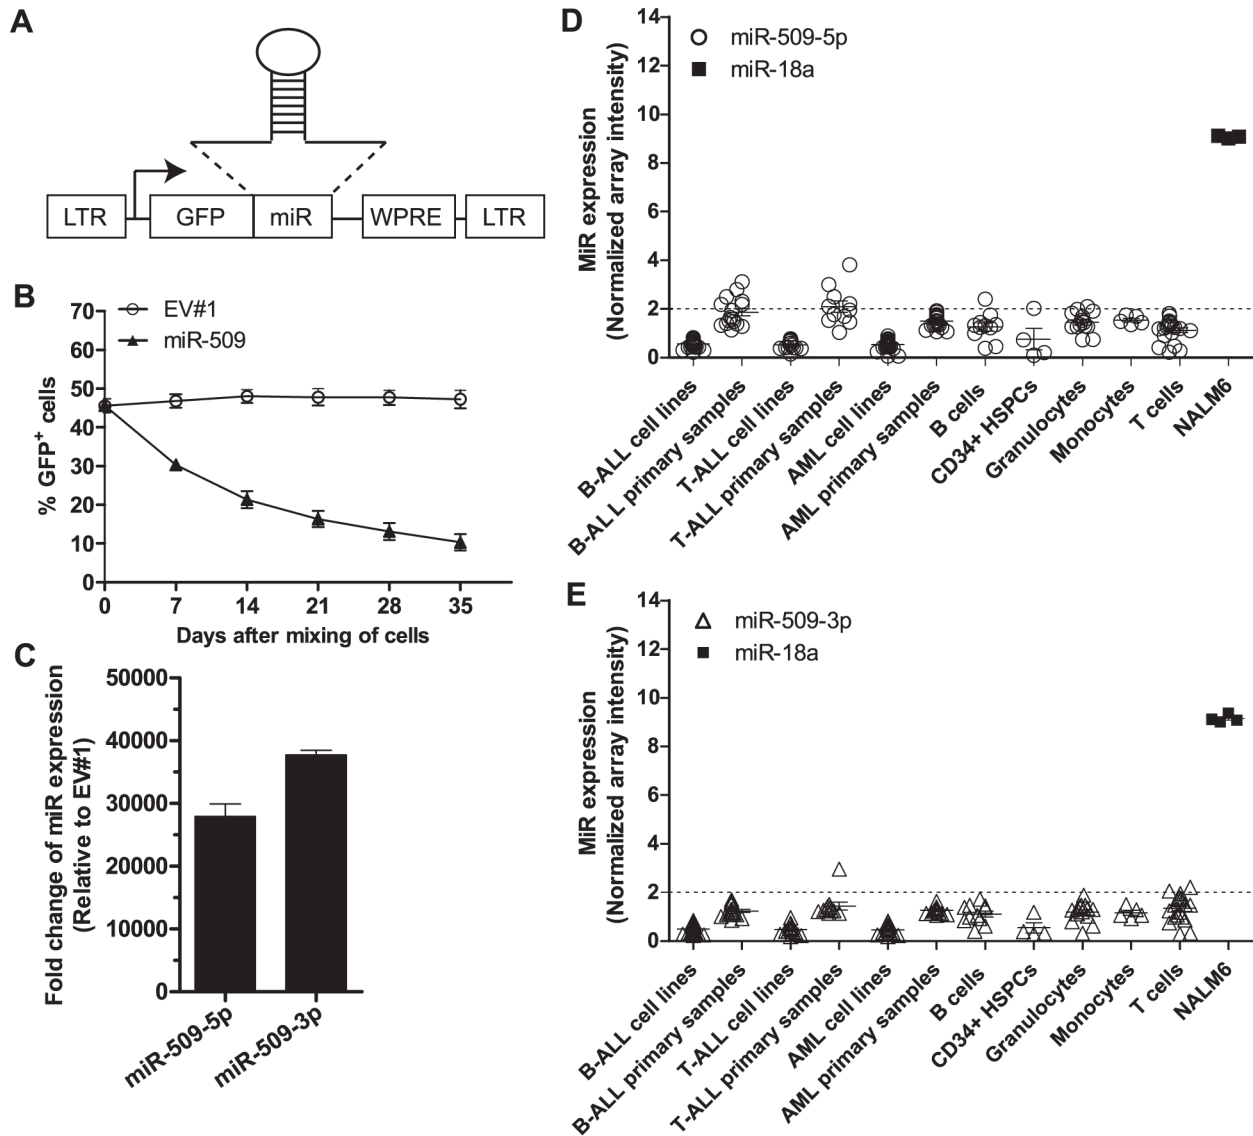 A
LTR
GFP
miR
WPRE
LTR
B
EV#1
miR-509
% GFP+ cells
70
60
50
40
30
20
10
0
0 7 14 21 28 35
Days after mixing of cells
C
Fold change of miR expression
(Relative to EV#1)
50000
40000
30000
20000
10000
0
miR-509-5p
miR-509-3p
D
miR-509-5p
miR-18a
MiR expression
(Normalized array intensity)
14
12
10
8
6
4
2
0
B-ALL cell lines
B-ALL primary samples
T-ALL cell lines
T-ALL primary samples
AML cell lines
AML primary samples
B cells
CD34+ HSPCs
Granulocytes
Monocytes
T cells
NALM6
E
miR-509-3p
miR-18a
MiR expression
(Normalized array intensity)
14
12
10
8
6
4
2
0
B-ALL cell lines
B-ALL primary samples
T-ALL cell lines
T-ALL primary samples
AML cell lines
AML primary samples
B cells
CD34+ HSPCs
Granulocytes
Monocytes
T cells
NALM6